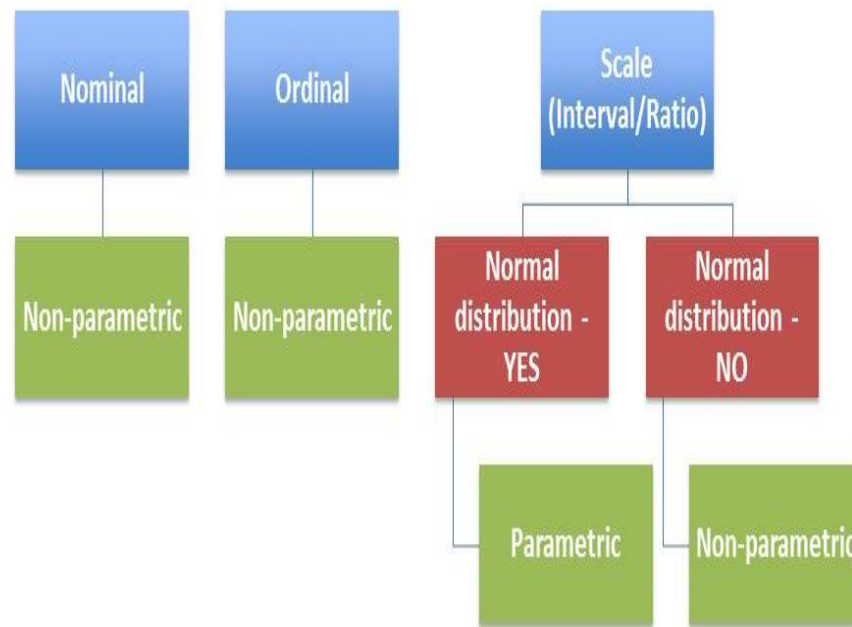 Nominal
Ordinal
Scale
(Interval/Ratio)
Non-parametric
Non-parametric
Normal
distribution -
YES
Normal
distribution -
NO
Parametric
Non-parametric